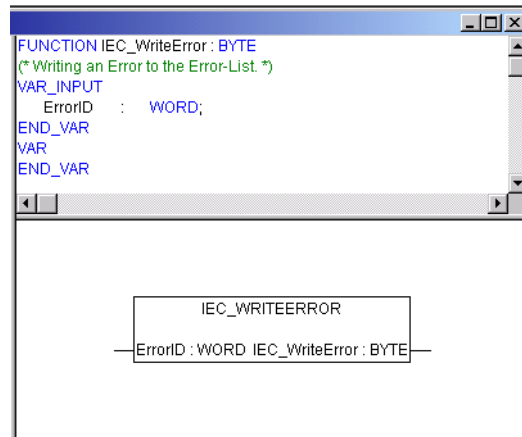 FUNCTION IEC_WriteError : BYTE
(* Writing an Error to the Error-List. *)
VAR_INPUT
ErrorID : WORD;
END_VAR
VAR
END_VAR
IEC_WRITEERROR
ErrorID : WORD IEC_WriteError : BYTE